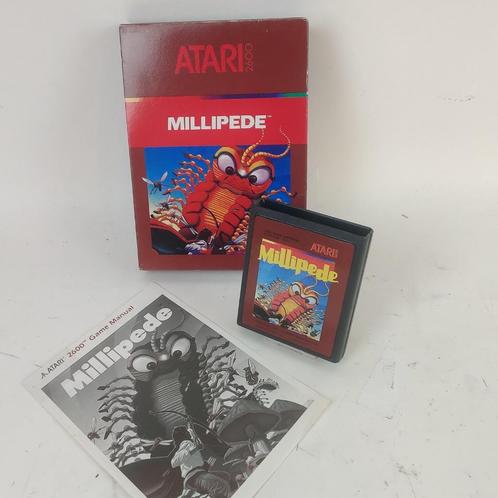 ATARI 2600
MILLIPEDE™
ATARI
Millipede
ATARI® 2600™ Game Manual
Millipede